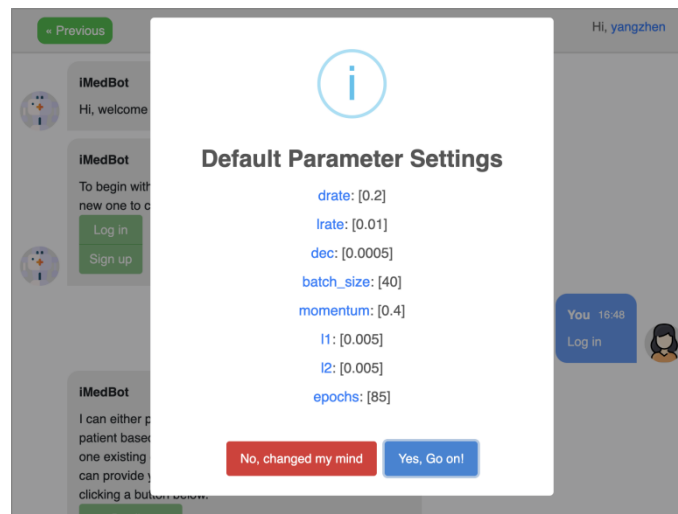 « Previous
Hi, yangzhen
iMedBot
Hi, welcome
iMedBot
To begin with
new one to c
Log in
Sign up
You 16:48
Log in
iMedBot
I can either p
patient based
one existing
can provide y
clicking a button below.
Default Parameter Settings
drate: [0.2]
lrate: [0.01]
dec: [0.0005]
batch_size: [40]
momentum: [0.4]
l1: [0.005]
l2: [0.005]
epochs: [85]
No, changed my mind
Yes, Go on!